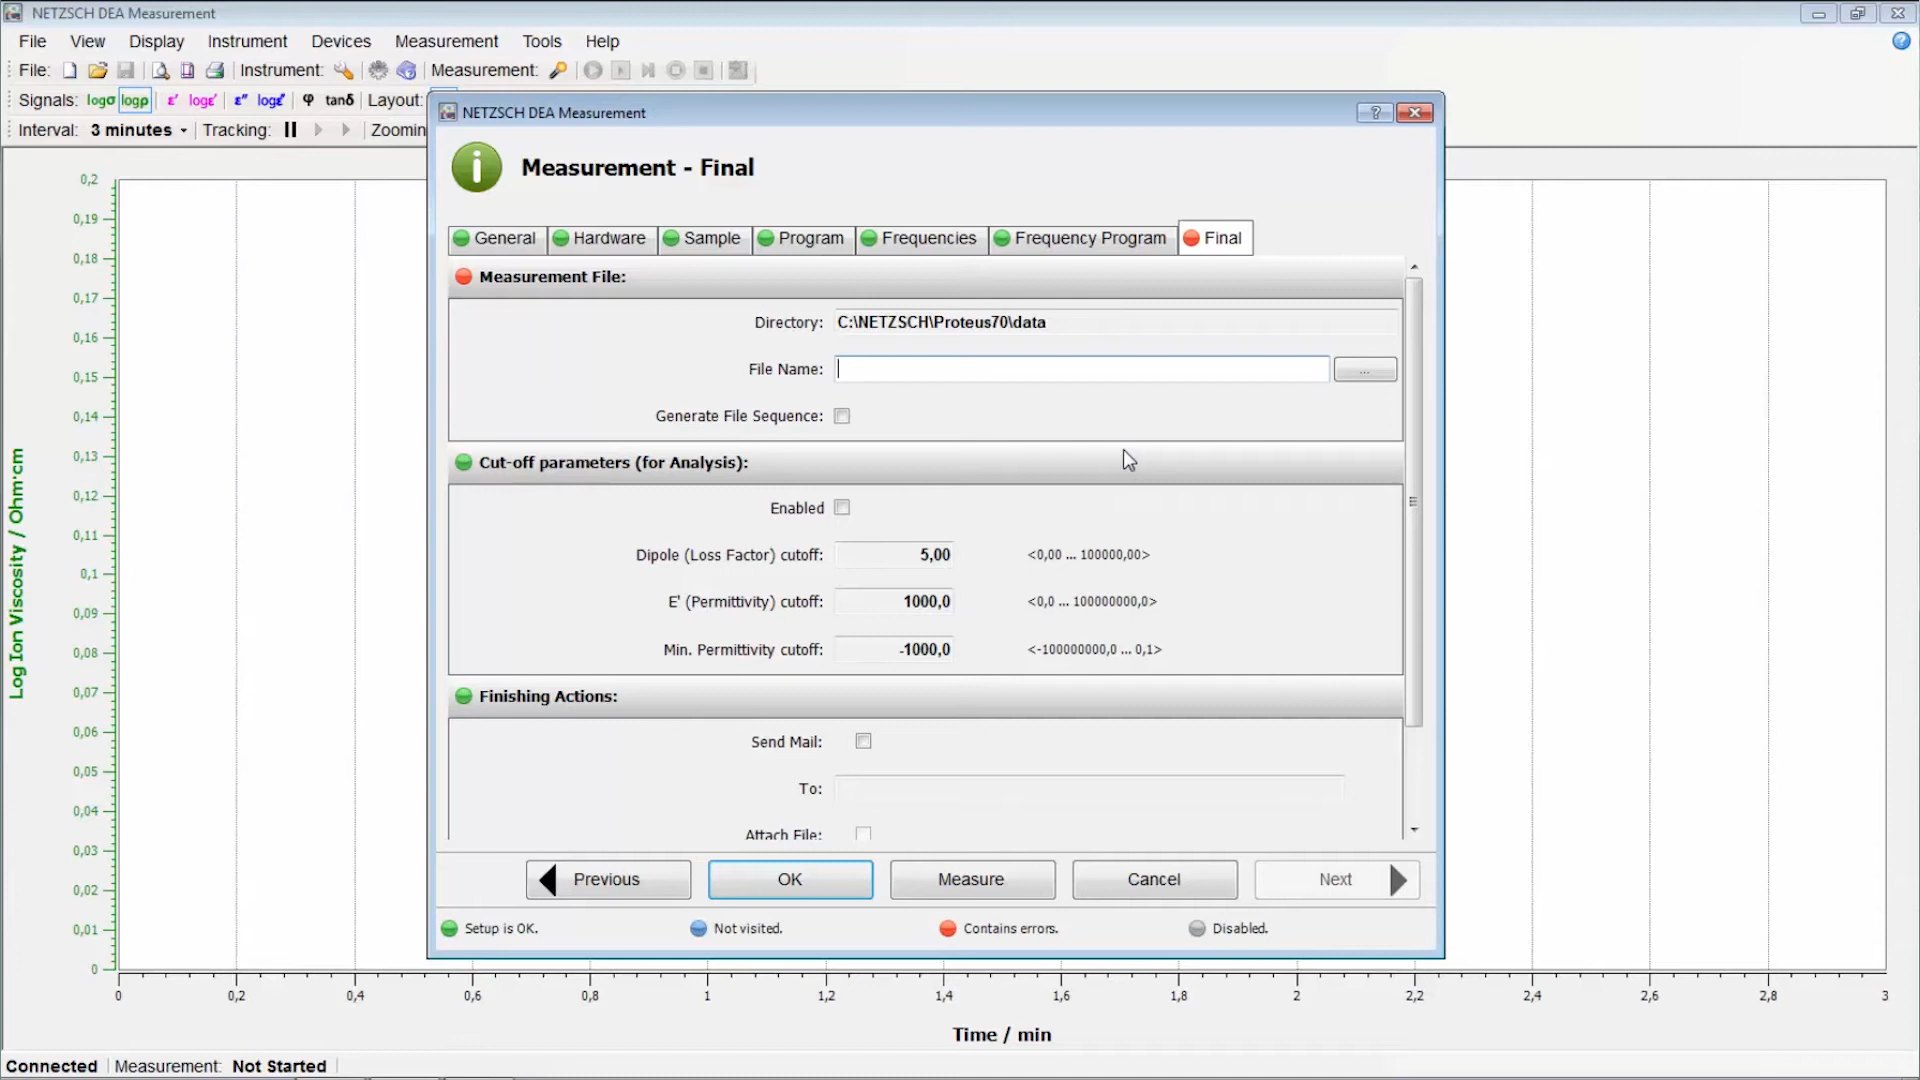 NETZSCH DEA Measurement
File View Display Instrument Devices Measurement Tools Help
File: Instrument: Measurement:
Signals: logσ logρ ε' logε' ε" logε" φ tanδ Layout:
Interval: 3 minutes Tracking: Zoomin
NETZSCH DEA Measurement
Measurement - Final
General Hardware Sample Program Frequencies Frequency Program Final
Measurement File:
Directory: C:\NETZSCH\Proteus70\data
File Name: ...
Generate File Sequence:
Cut-off parameters (for Analysis):
Enabled
Dipole (Loss Factor) cutoff: 5,00 <0,00 ... 100000,00>
E' (Permittivity) cutoff: 1000,0 <0,0 ... 100000000,0>
Min. Permittivity cutoff: -1000,0 <-100000000,0 ... 0,1>
Finishing Actions:
Send Mail:
To:
Attach File:
Previous OK Measure Cancel Next
Setup is OK. Not visited. Contains errors. Disabled.
Log Ion Viscosity / Ohm·cm
0,2
0,19
0,18
0,17
0,16
0,15
0,14
0,13
0,12
0,11
0,1
0,09
0,08
0,07
0,06
0,05
0,04
0,03
0,02
0,01
0
0 0,2 0,4 0,6 0,8 1 1,2 1,4 1,6 1,8 2 2,2 2,4 2,6 2,8 3
Time / min
Connected Measurement: Not Started